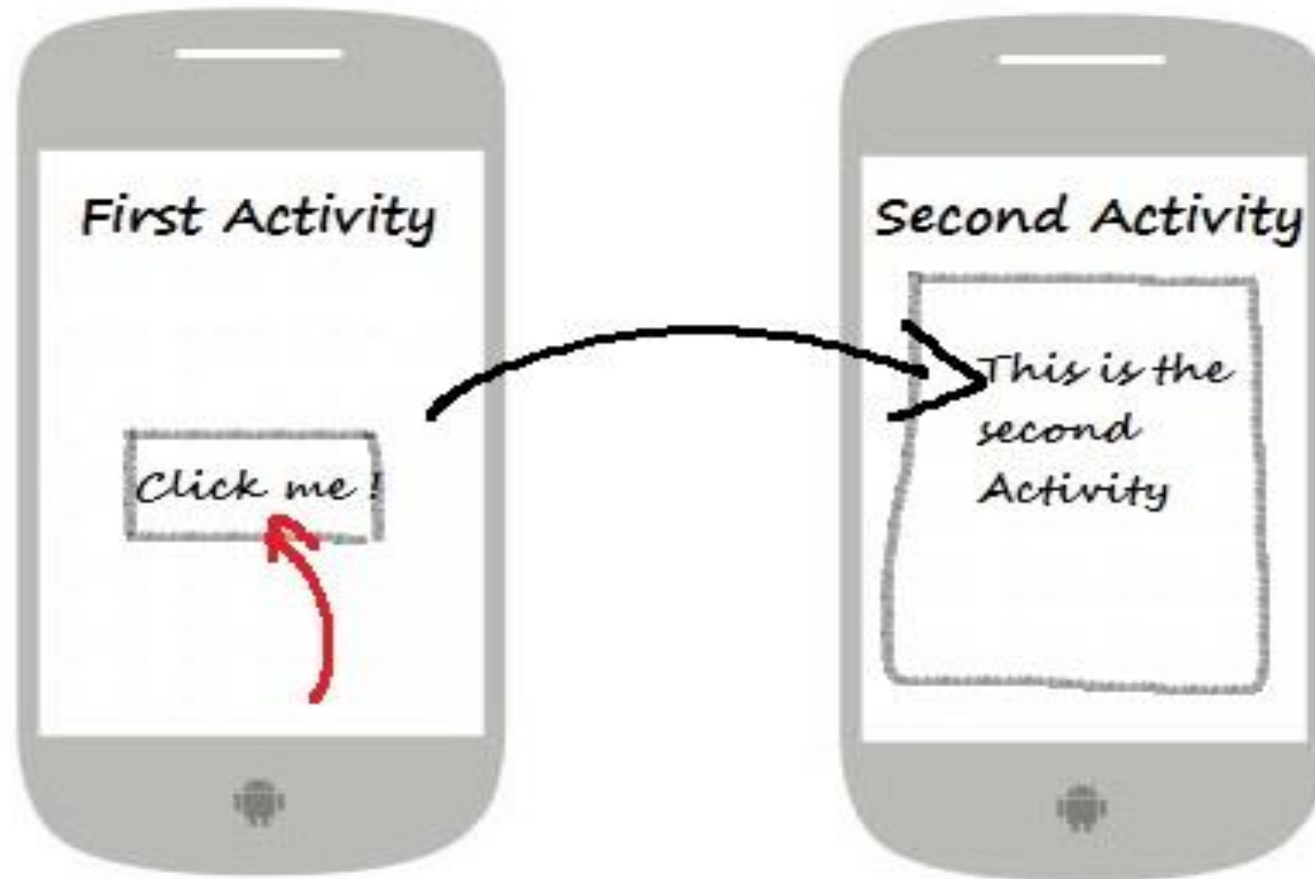 First Activity
Click me !
Second Activity
This is the
second
Activity